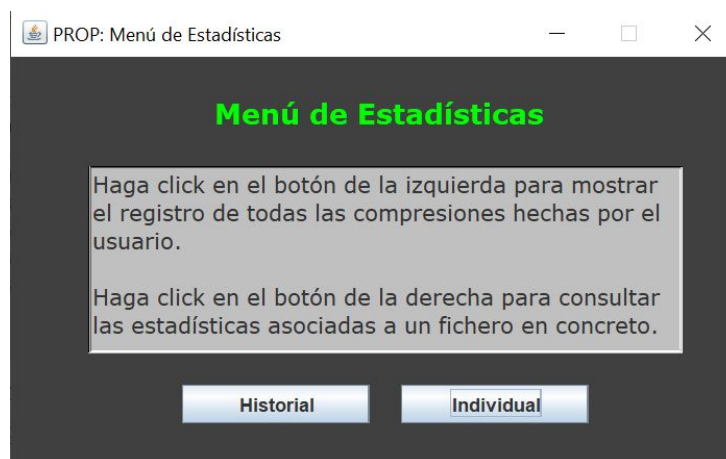 PROP: Menú de Estadísticas
Menú de Estadísticas
Haga click en el botón de la izquierda para mostrar
el registro de todas las compresiones hechas por el
usuario.
Haga click en el botón de la derecha para consultar
las estadísticas asociadas a un fichero en concreto.
Historial
Individual